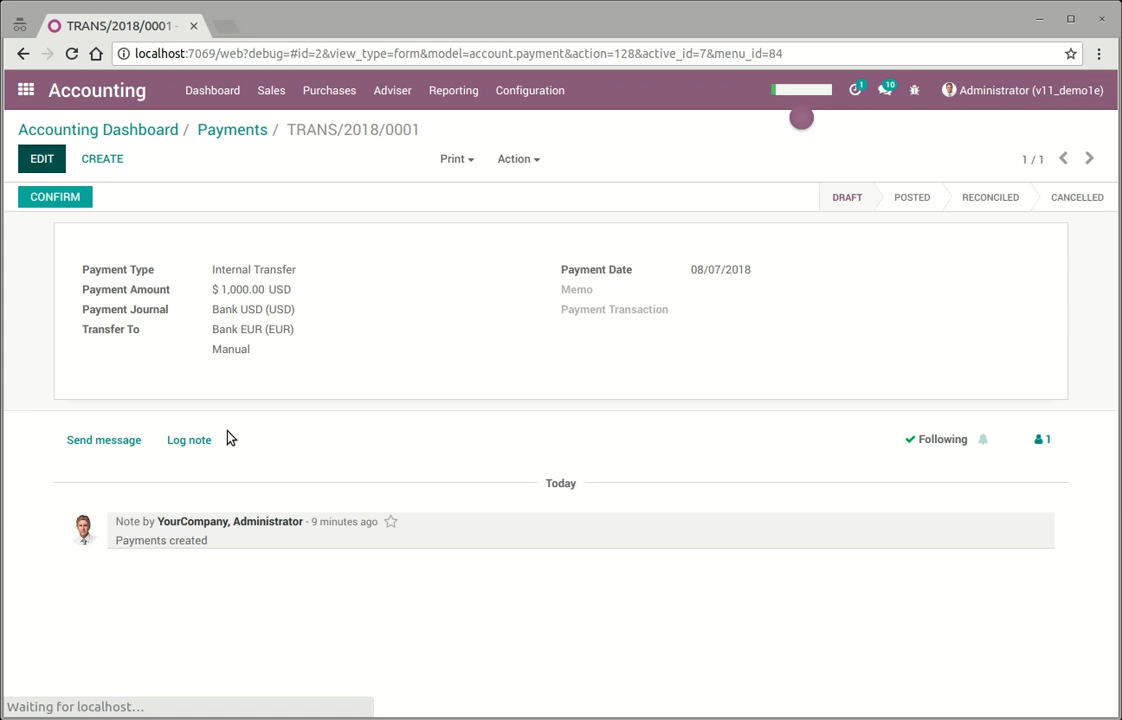 TRANS/2018/0001 -
localhost:7069/web?debug=#id=2&view_type=form&model=account.payment&action=128&active_id=7&menu_id=84
Accounting Dashboard Sales Purchases Adviser Reporting Configuration 1 10 Administrator (v11_demo1e)
Accounting Dashboard / Payments / TRANS/2018/0001
EDIT CREATE Print Action 1 / 1
CONFIRM DRAFT POSTED RECONCILED CANCELLED
Payment Type Internal Transfer Payment Date 08/07/2018
Payment Amount $ 1,000.00 USD Memo
Payment Journal Bank USD (USD) Payment Transaction
Transfer To Bank EUR (EUR)
Manual
Send message Log note Following 1
Today
Note by YourCompany, Administrator - 9 minutes ago
Payments created
Waiting for localhost...